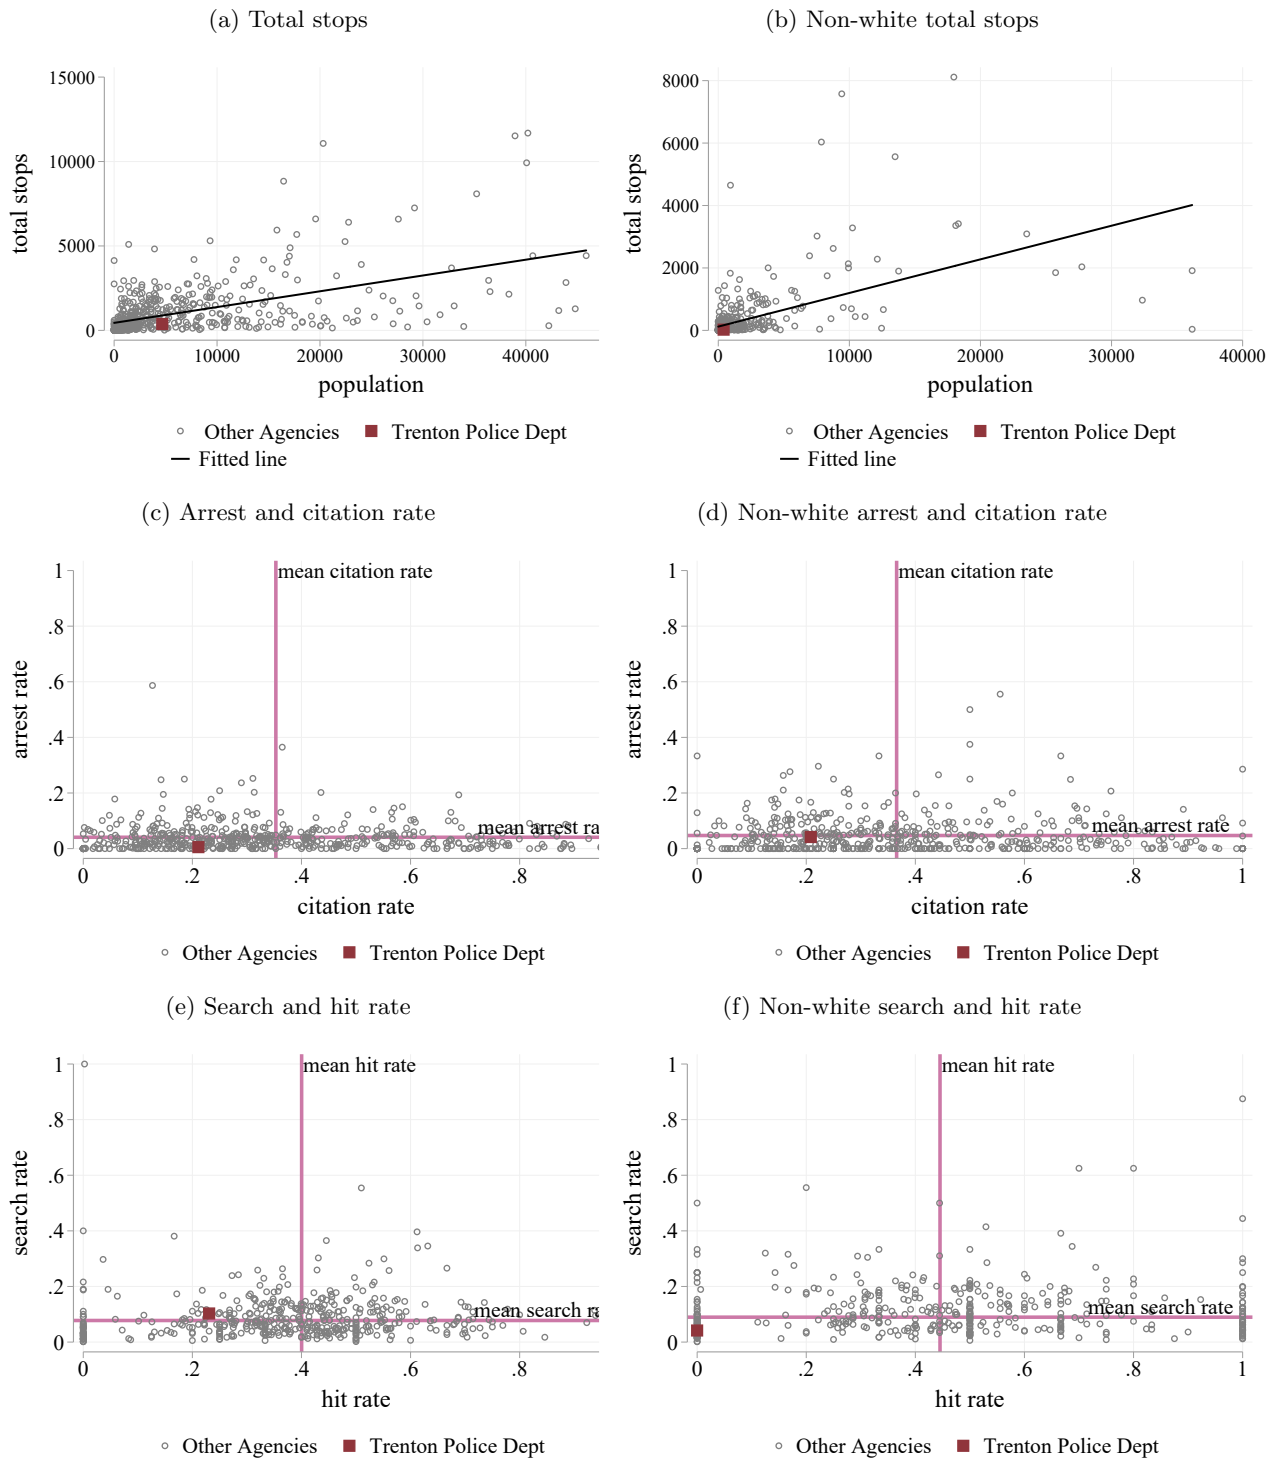 (a) Total stops
(b) Non-white total stops
total stops
15000
10000
5000
0
0 10000 20000 30000 40000
population
Other Agencies Trenton Police Dept
Fitted line
total stops
8000
6000
4000
2000
0
0 10000 20000 30000 40000
population
Other Agencies Trenton Police Dept
Fitted line
(c) Arrest and citation rate
(d) Non-white arrest and citation rate
arrest rate
1
.8
.6
.4
.2
0
mean citation rate
mean arrest ra
0 .2 .4 .6 .8
citation rate
Other Agencies Trenton Police Dept
arrest rate
1
.8
.6
.4
.2
0
mean citation rate
mean arrest rate
0 .2 .4 .6 .8 1
citation rate
Other Agencies Trenton Police Dept
(e) Search and hit rate
(f) Non-white search and hit rate
search rate
1
.8
.6
.4
.2
0
mean hit rate
mean search ra
0 .2 .4 .6 .8
hit rate
Other Agencies Trenton Police Dept
search rate
1
.8
.6
.4
.2
0
mean hit rate
mean search rate
0 .2 .4 .6 .8 1
hit rate
Other Agencies Trenton Police Dept